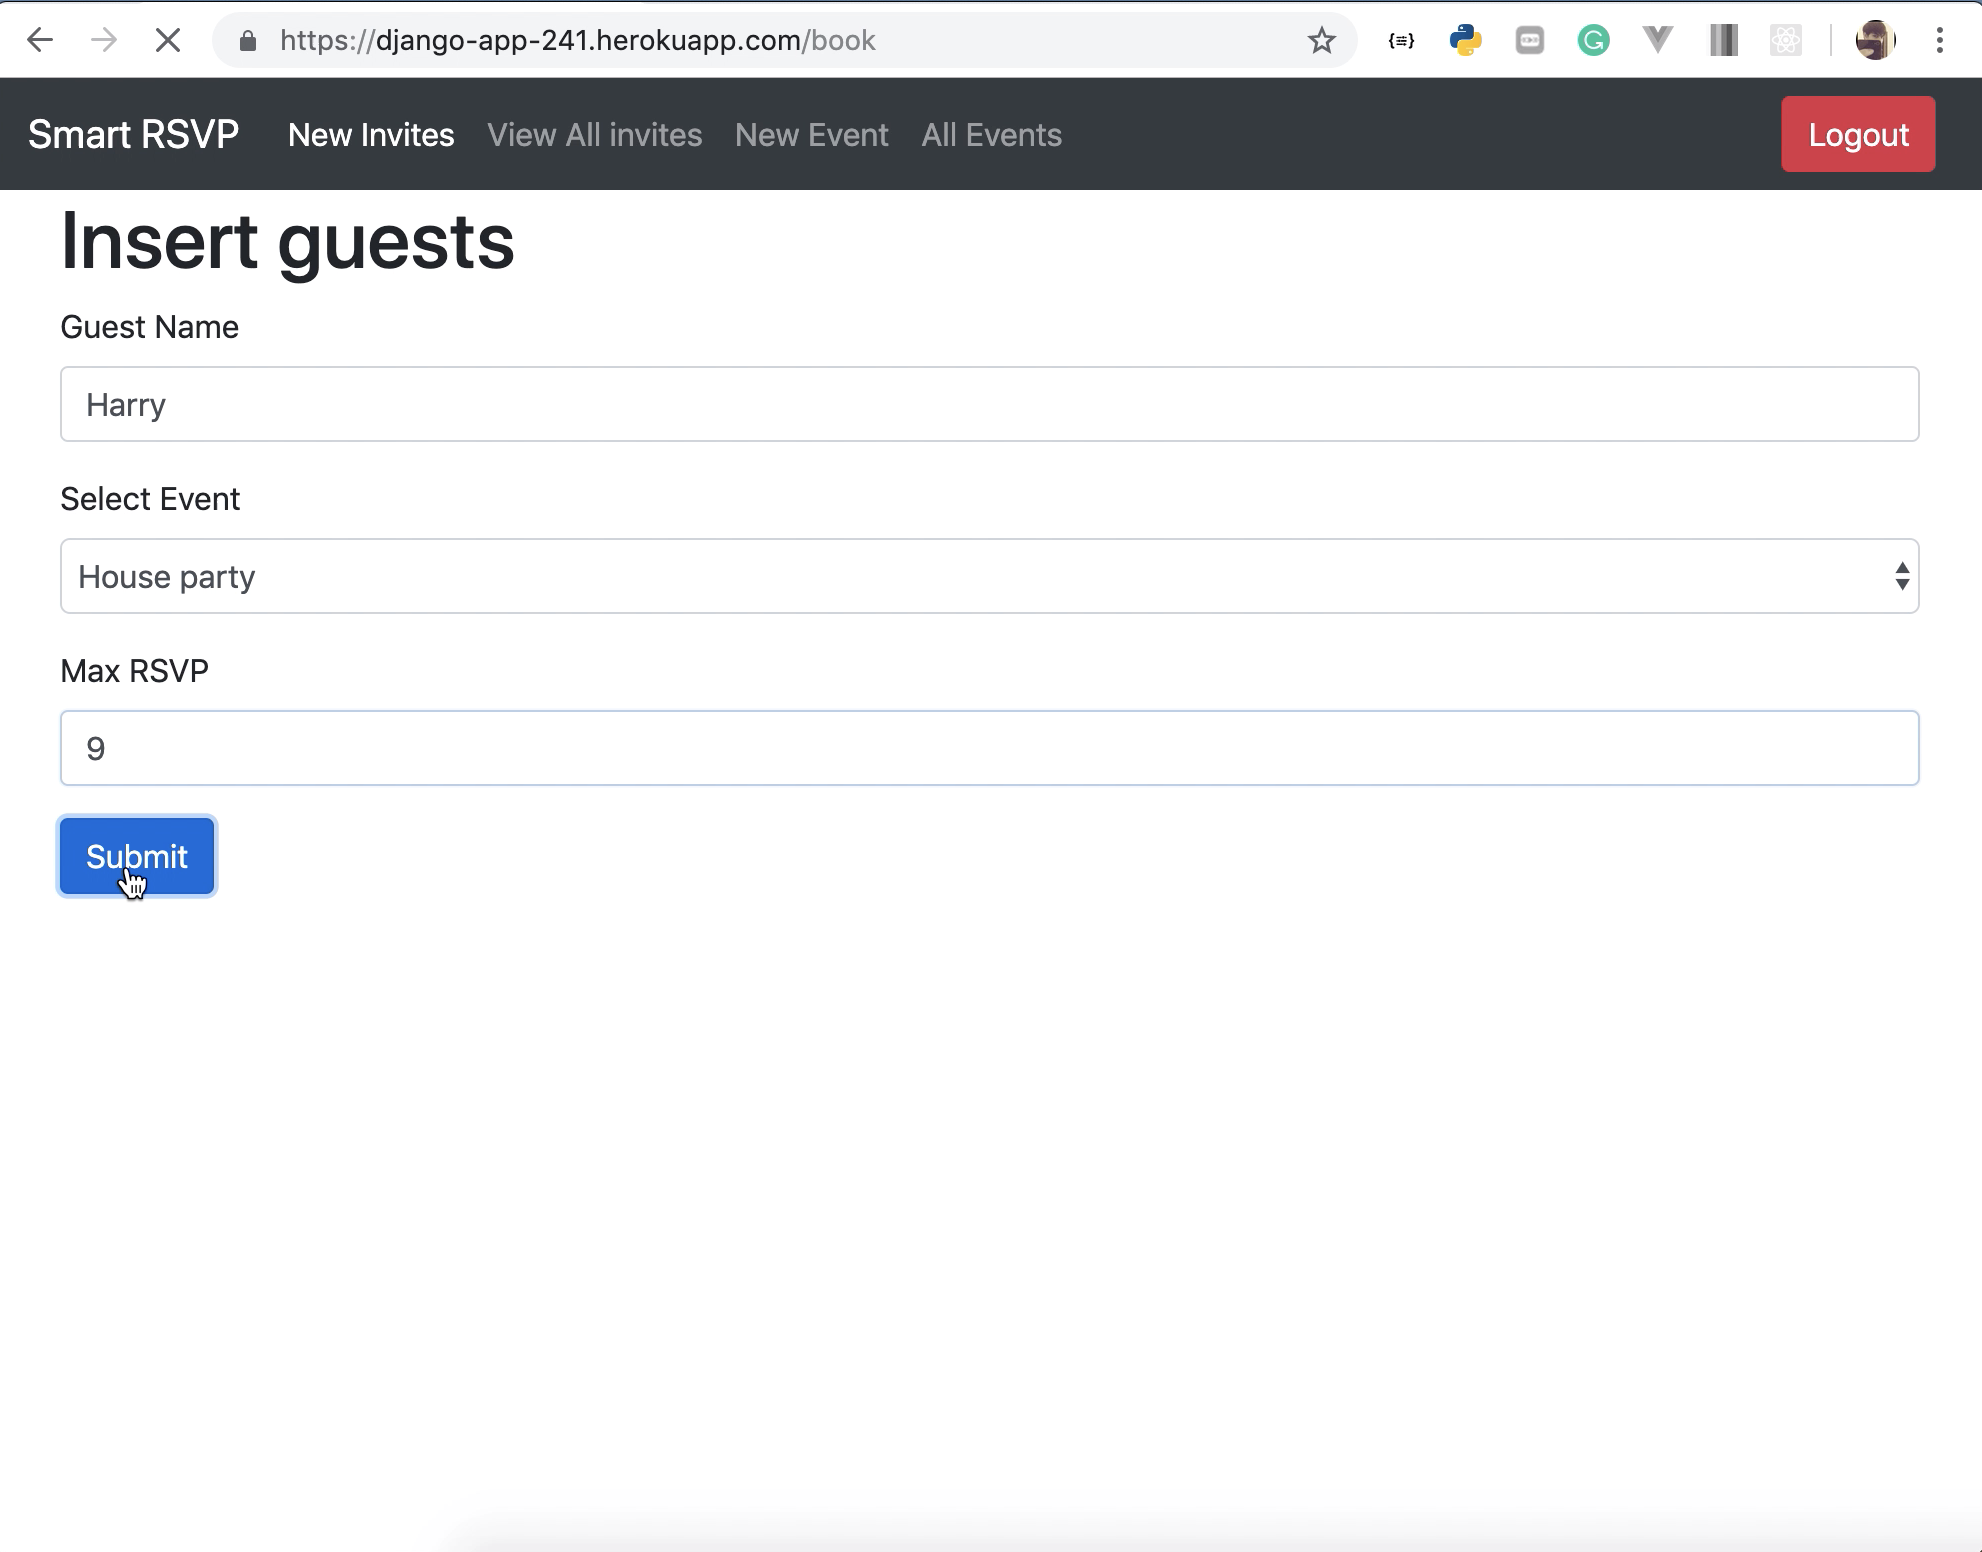 https://django-app-241.herokuapp.com/book
Smart RSVP New Invites View All invites New Event All Events Logout
Insert guests
Guest Name
Harry
Select Event
House party
Max RSVP
9
Submit